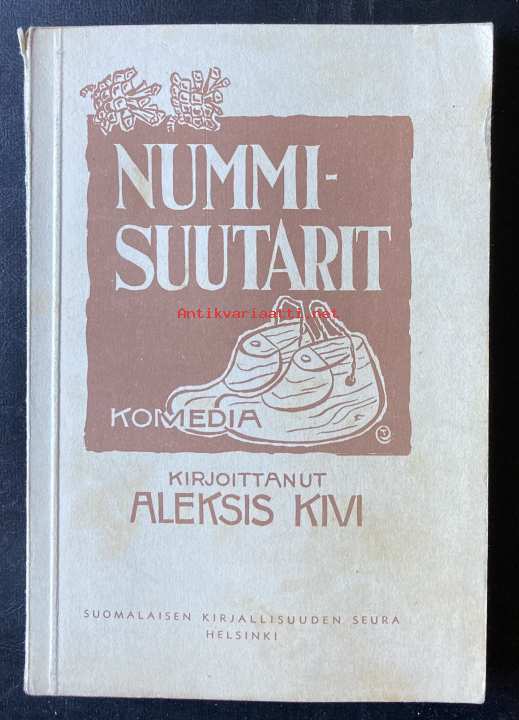 NUMMI-
SUUTARIT
Antikvariaatti.net
KOMEDIA
KIRJOITTANUT
ALEKSIS KIVI
SUOMALAISEN KIRJALLISUUDEN SEURA
HELSINKI